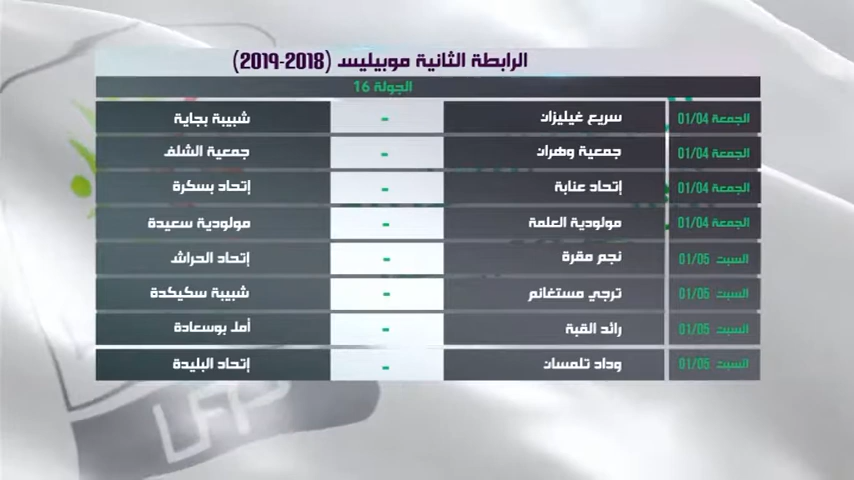 الرابطة الثانية موبيليس (2018-2019)
الجولة 16
الجمعة 01/04 سريع غيليزان - شبيبة بجاية
الجمعة 01/04 جمعية وهران - جمعية الشلف
الجمعة 01/04 إتحاد عنابة - إتحاد بسكرة
الجمعة 01/04 مولودية العلمة - مولودية سعيدة
السبت 01/05 نجم مقرة - إتحاد الحراش
السبت 01/05 ترجي مستغانم - شبيبة سكيكدة
السبت 01/05 رائد القبة - أمل بوسعادة
السبت 01/05 وداد تلمسان - إتحاد البليدة
LFP